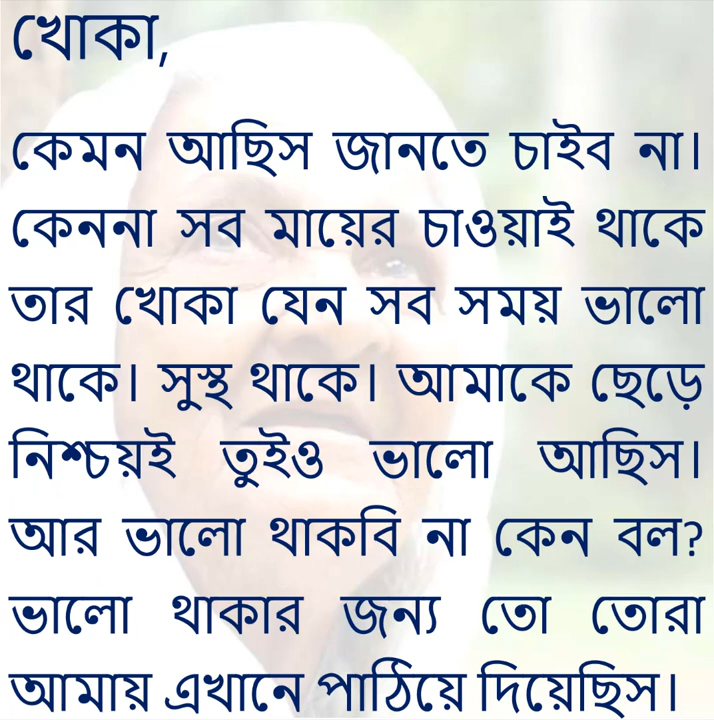 খোকা,
কেমন আছিস জানতে চাইব না।
কেননা সব মায়ের চাওয়াই থাকে
তার খোকা যেন সব সময় ভালো
থাকে। সুস্থ থাকে। আমাকে ছেড়ে
নিশ্চয়ই তুইও ভালো আছিস।
আর ভালো থাকবি না কেন বল?
ভালো থাকার জন্য তো তোরা
আমায় এখানে পাঠিয়ে দিয়েছিস।